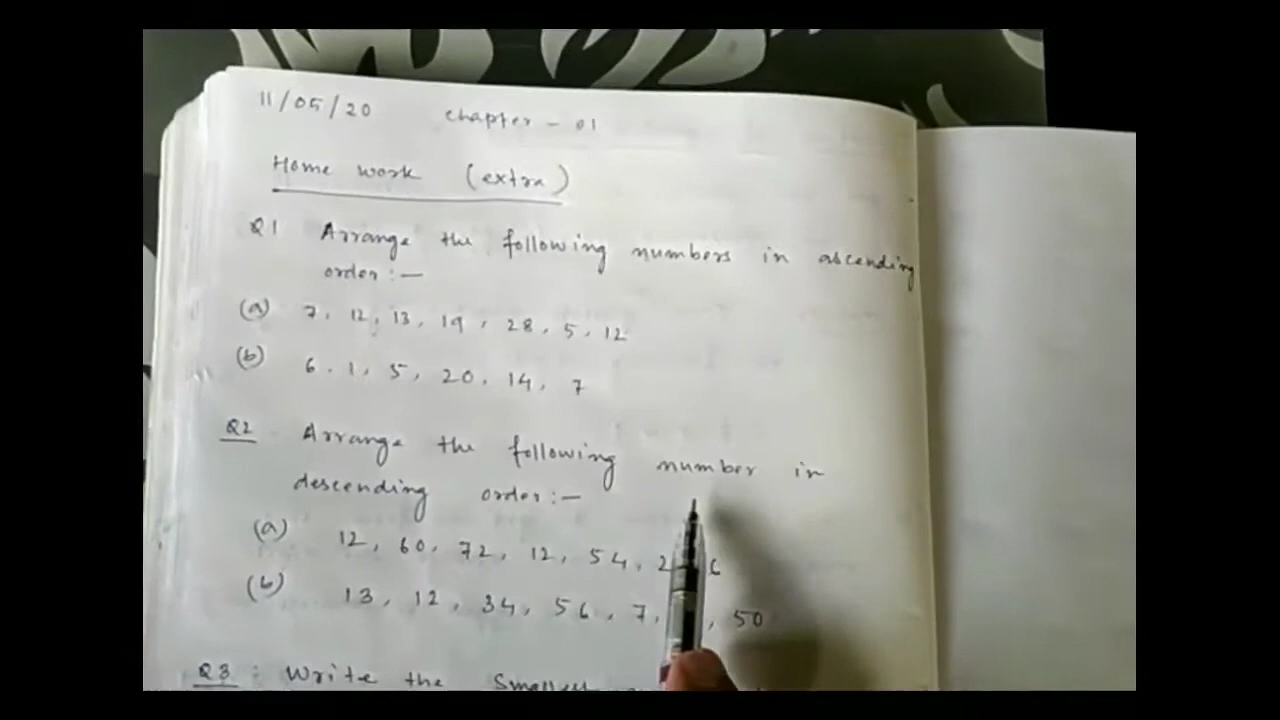 11/05/20 chapter - 01
Home work (extra)
Q1 Arrange the following numbers in ascending
order :—
(a) 7, 12, 13, 19, 28, 5, 12
(b) 6, 1, 5, 20, 14, 7
Q2 Arrange the following number in
descending order :—
(a) 12, 60, 72, 12, 54, 6
(b) 13, 12, 34, 56, 7, , 50
Q3 : Write the Smallest